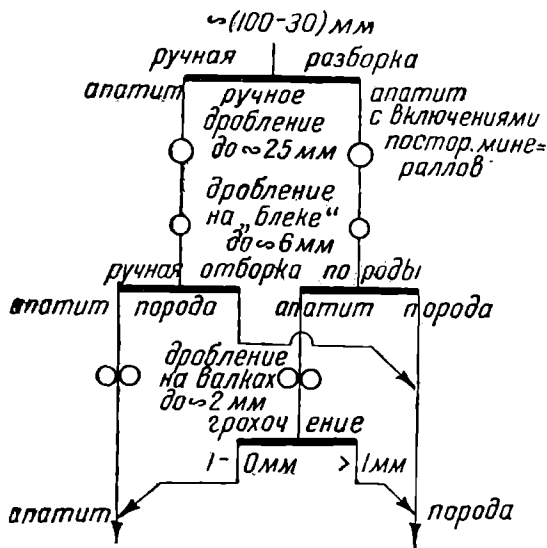 ∾(100-30)мм
ручная разборка
апатит ручное дробление до ∾25 мм
апатит с включениями постор. мине=раллов
дробление на „блеке“ до ∾6 мм
ручная отборка породы
апатит порода апатит порода
дробление на валках до ∾2 мм
грохочение
1- 0мм > 1мм
апатит порода